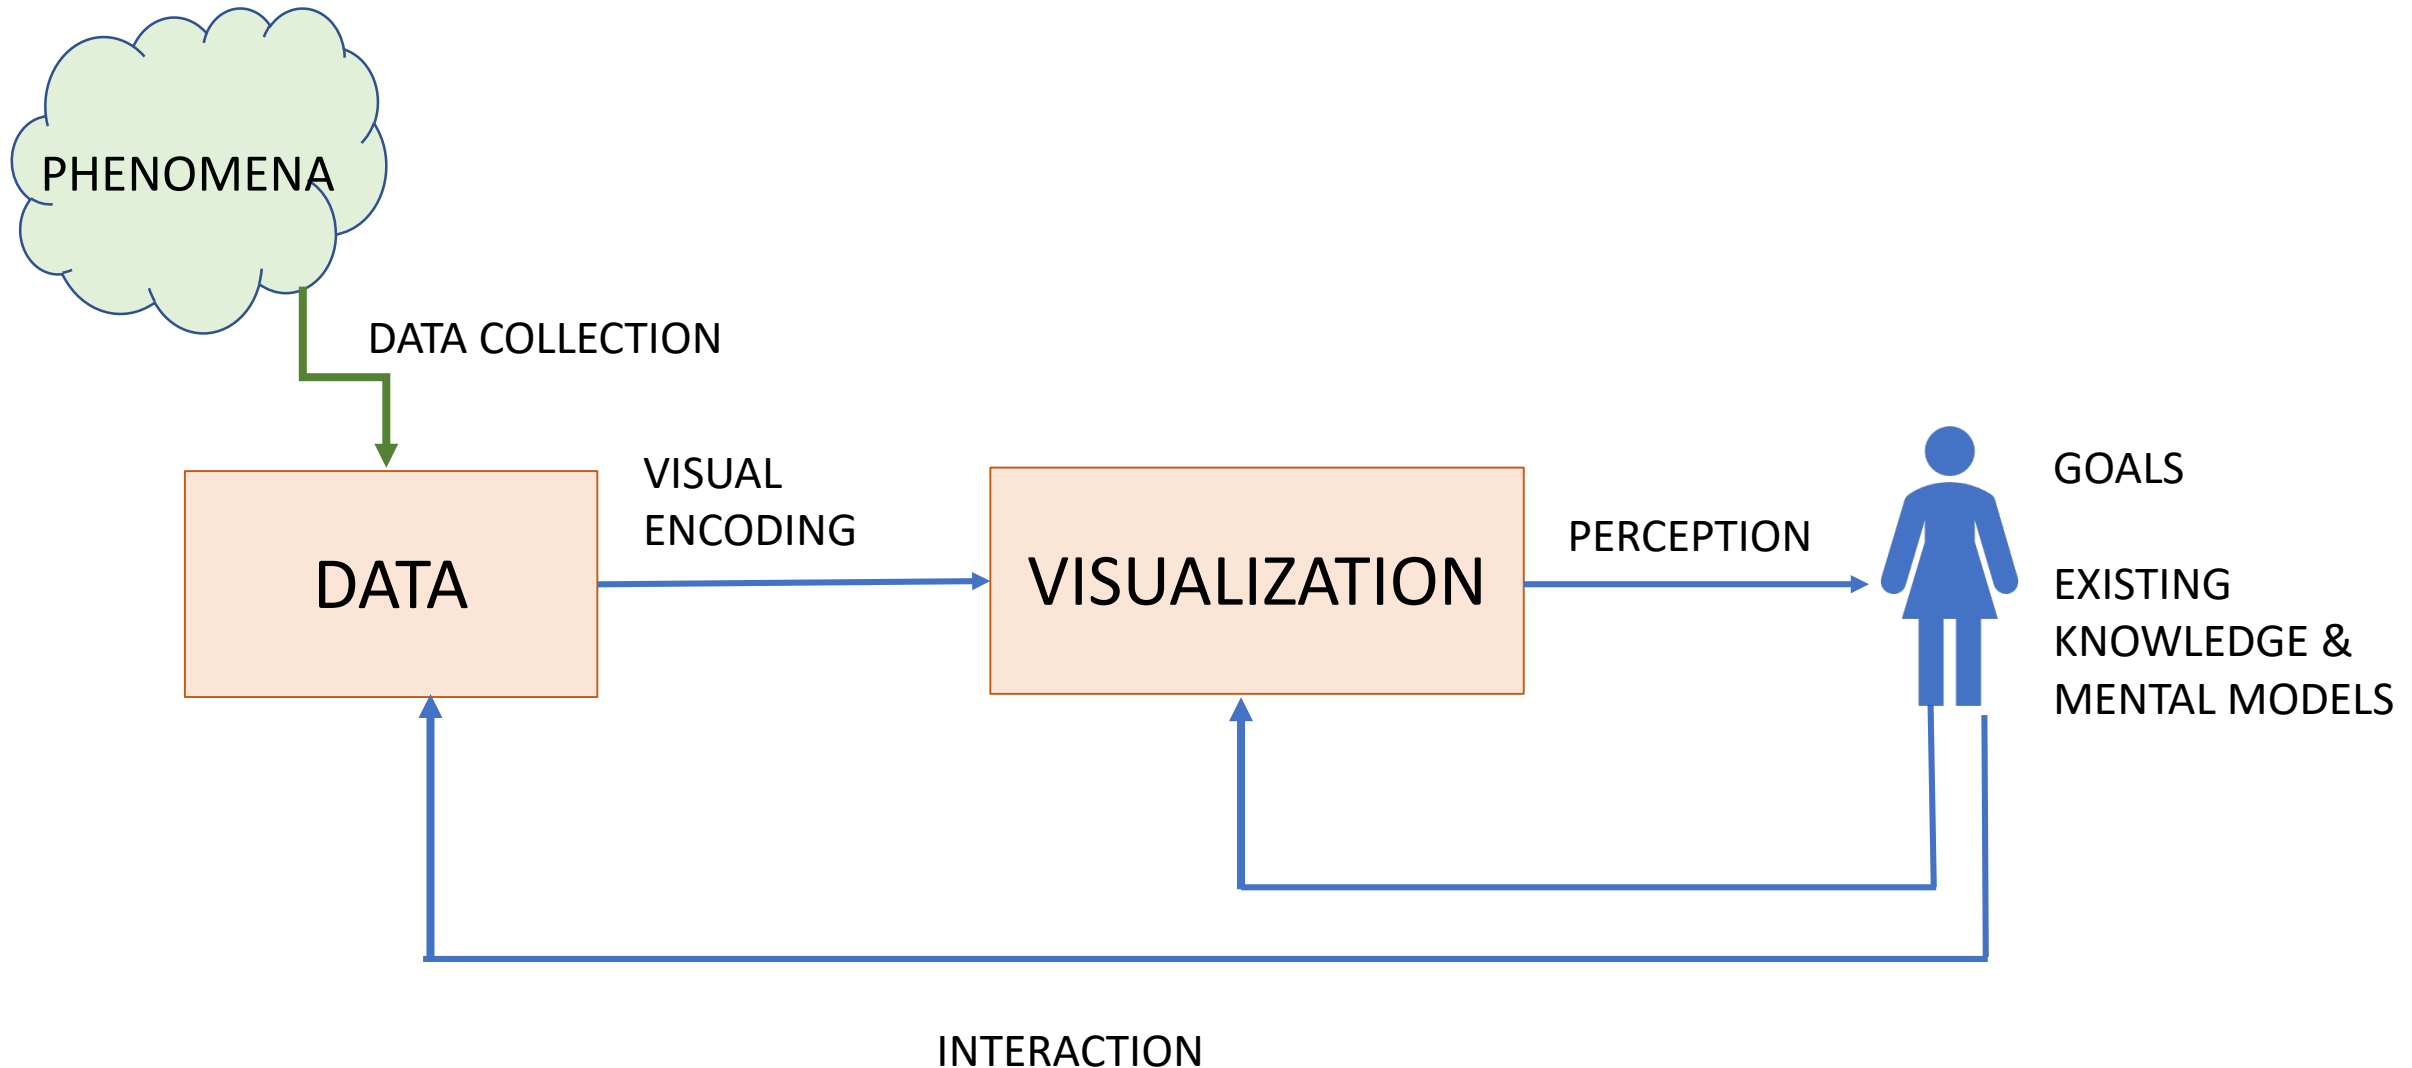 PHENOMENA
DATA COLLECTION
DATA
VISUAL
ENCODING
VISUALIZATION
PERCEPTION
GOALS
EXISTING
KNOWLEDGE &
MENTAL MODELS
INTERACTION